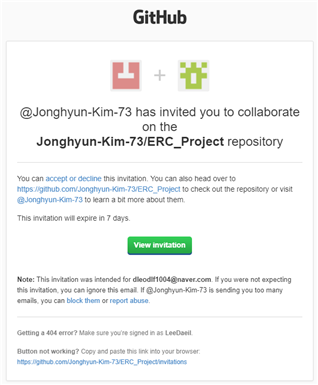 GitHub
+
@Jonghyun-Kim-73 has invited you to collaborate
on the
Jonghyun-Kim-73/ERC_Project repository
You can accept or decline this invitation. You can also head over to
https://github.com/Jonghyun-Kim-73/ERC_Project to check out the repository or visit
@Jonghyun-Kim-73 to learn a bit more about them.
This invitation will expire in 7 days.
View invitation
Note: This invitation was intended for dleodlf1004@naver.com. If you were not expecting
this invitation, you can ignore this email. If @Jonghyun-Kim-73 is sending you too many
emails, you can block them or report abuse.
Getting a 404 error? Make sure you're signed in as LeeDaeil.
Button not working? Copy and paste this link into your browser:
https://github.com/Jonghyun-Kim-73/ERC_Project/invitations